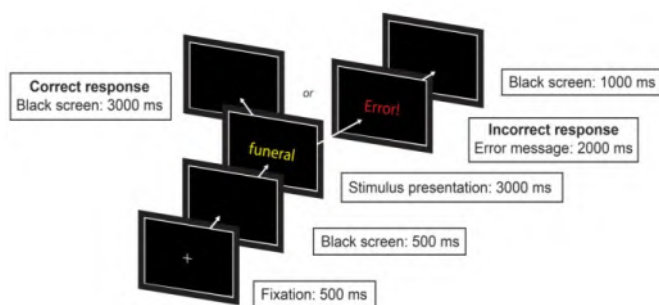 Correct response
Black screen: 3000 ms
or
Error!
Black screen: 1000 ms
Incorrect response
Error message: 2000 ms
funeral
Stimulus presentation: 3000 ms
Black screen: 500 ms
+
Fixation: 500 ms